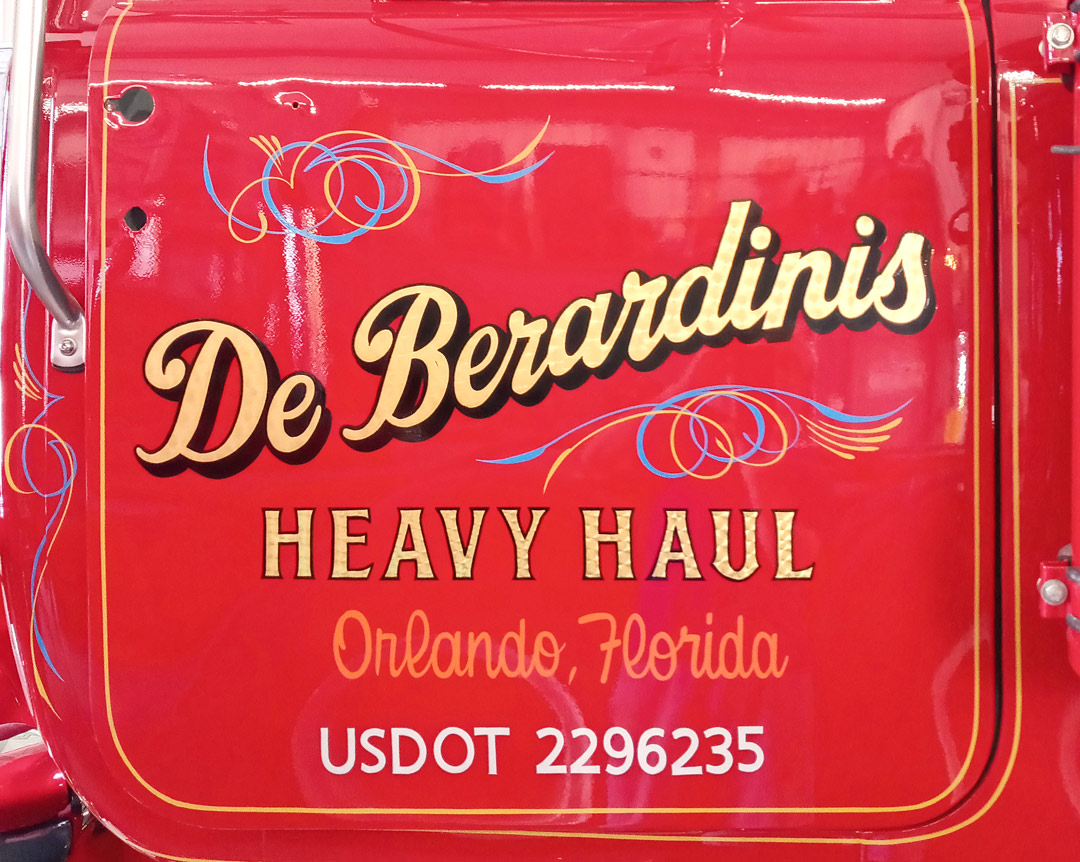 De Berardinis
HEAVY HAUL
Orlando, Florida
USDOT 2296235